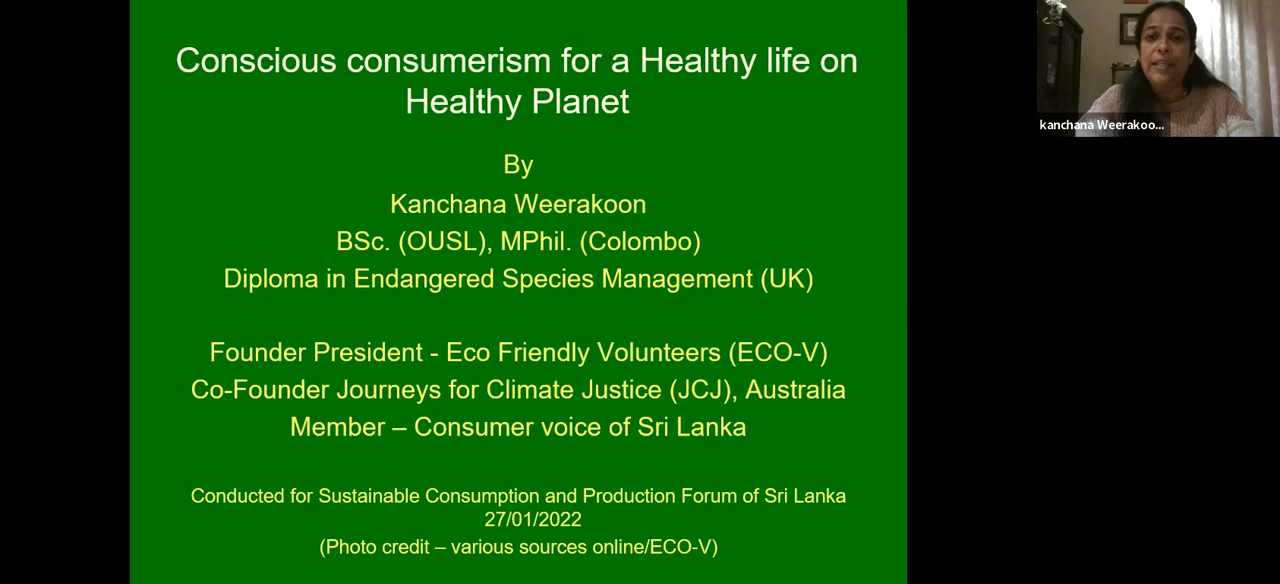 Conscious consumerism for a Healthy life on
Healthy Planet
By
Kanchana Weerakoon
BSc. (OUSL), MPhil. (Colombo)
Diploma in Endangered Species Management (UK)
Founder President - Eco Friendly Volunteers (ECO-V)
Co-Founder Journeys for Climate Justice (JCJ), Australia
Member – Consumer voice of Sri Lanka
Conducted for Sustainable Consumption and Production Forum of Sri Lanka
27/01/2022
(Photo credit – various sources online/ECO-V)
kanchana Weerakoo...